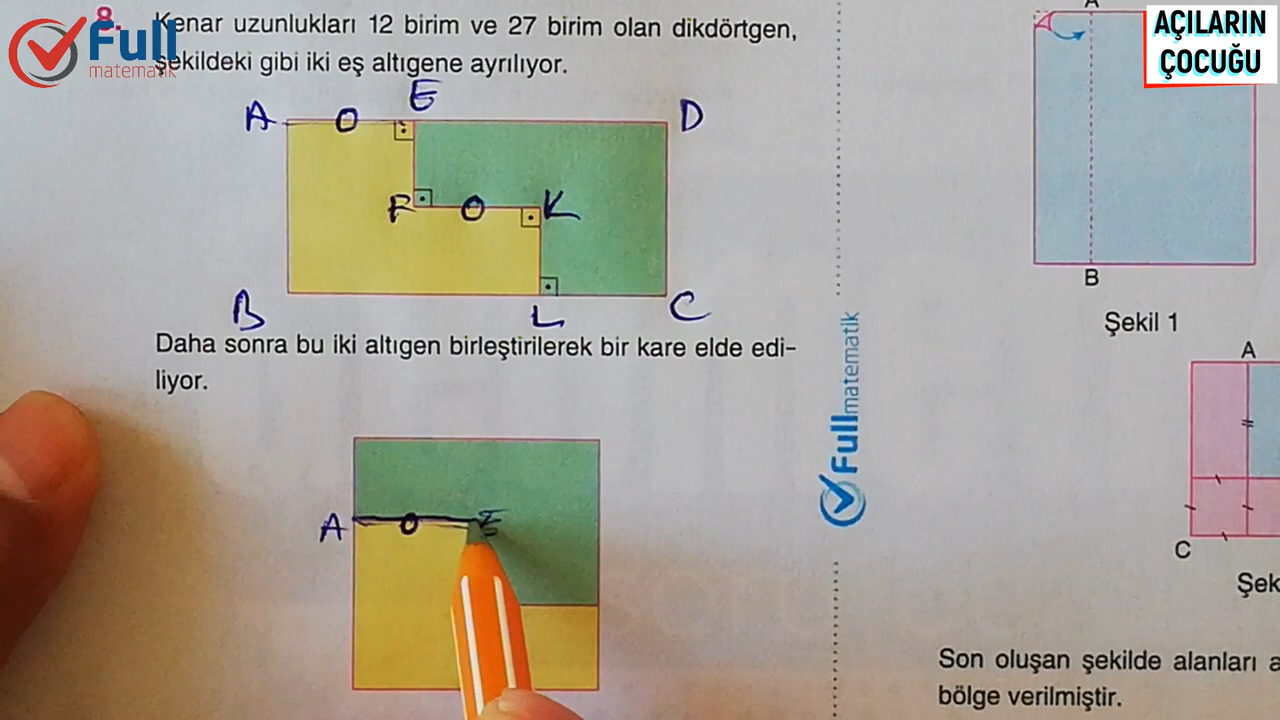 8. Kenar uzunlukları 12 birim ve 27 birim olan dikdörtgen,
şekildeki gibi iki eş altıgene ayrılıyor.
Full
matematik
A O E D
F O K
B L C
Daha sonra bu iki altıgen birleştirilerek bir kare elde edi-
liyor.
A O E
Full matematik
AÇILARIN
ÇOCUĞU
A
B
Şekil 1
A
C
Şek
Son oluşan şekilde alanları a
bölge verilmiştir.